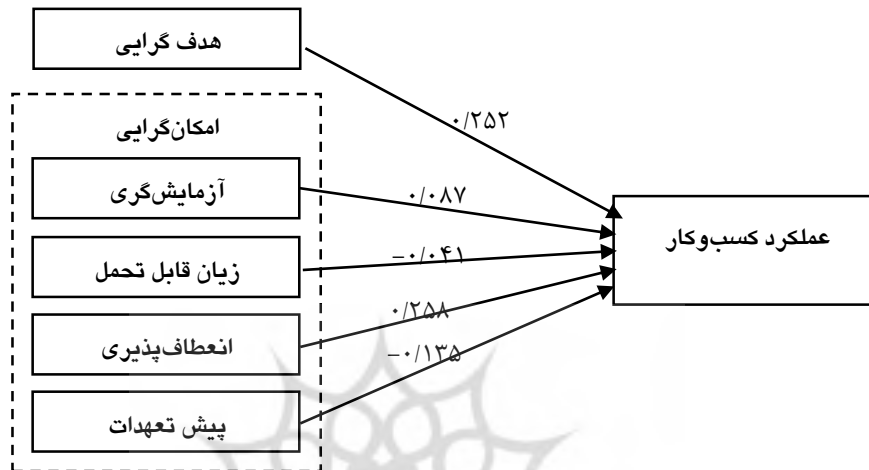 هدف گرایی
۰/۲۵۲
امکان‌گرایی
آزمایش‌گری
۰/۰۸۷
عملکرد کسب‌وکار
زیان قابل تحمل
–۰/۰۴۱
انعطاف‌پذیری
۰/۲۵۸
–۰/۱۳۵
پیش تعهدات